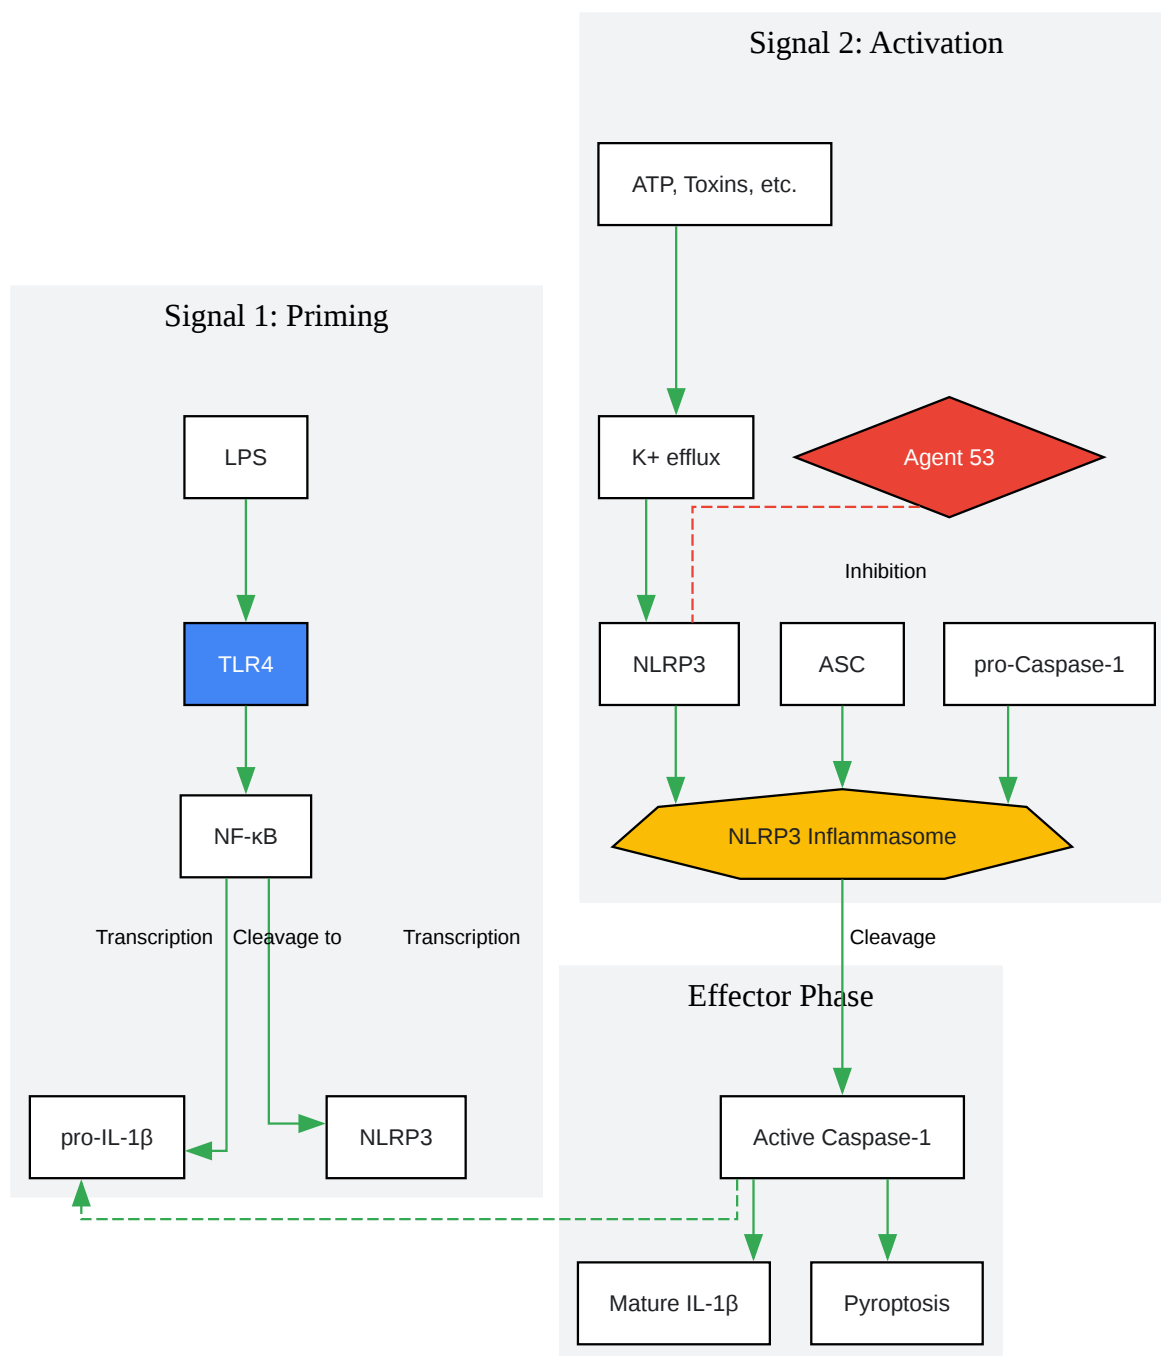 Signal 2: Activation
ATP, Toxins, etc.
Signal 1: Priming
LPS
K+ efflux
Agent 53
Inhibition
TLR4
NLRP3
ASC
pro-Caspase-1
NF-κB
NLRP3 Inflammasome
Transcription
Cleavage to
Transcription
Cleavage
Effector Phase
pro-IL-1β
NLRP3
Active Caspase-1
Mature IL-1β
Pyroptosis